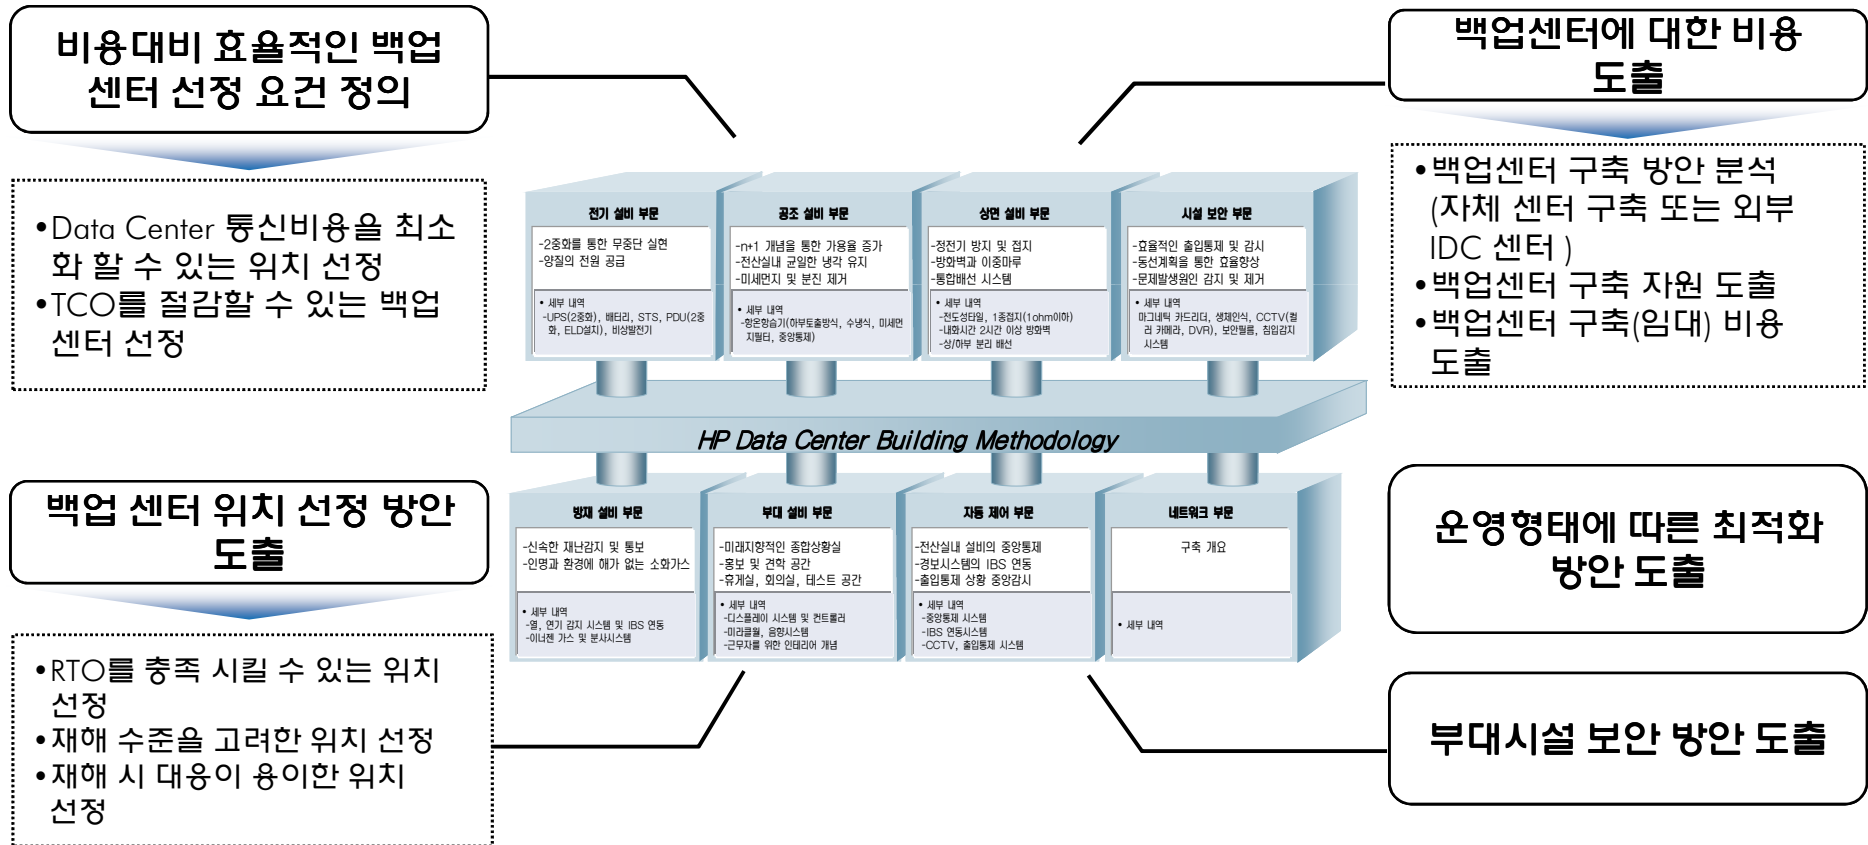 비용대비 효율적인 백업
센터 선정 요건 정의
•Data Center 통신비용을 최소
화 할 수 있는 위치 선정
•TCO를 절감할 수 있는 백업
센터 선정
백업센터에 대한 비용
도출
•백업센터 구축 방안 분석
(자체 센터 구축 또는 외부
IDC 센터 )
•백업센터 구축 자원 도출
•백업센터 구축(임대) 비용
도출
전기 설비 부문
-2중화를 통한 무중단 실현
-양질의 전원 공급
• 세부 내역
-UPS(2중화), 배터리, STS, PDU(2중
화, ELD설치), 비상발전기
공조 설비 부문
-n+1 개념을 통한 가용율 증가
-전산실내 균일한 냉각 유지
-미세먼지 및 분진 제거
• 세부 내역
-항온항습기(하부토출방식, 수냉식, 미세먼
지필터, 중앙통제)
상면 설비 부문
-정전기 방지 및 접지
-방화벽과 이중마루
-통합배선 시스템
• 세부 내역
-전도성타일, 1종접지(1ohm이하)
-내화시간 2시간 이상 방화벽
-상/하부 분리 배선
시설 보안 부문
-효율적인 출입통제 및 감시
-동선계획을 통한 효율향상
-문제발생원인 감지 및 제거
• 세부 내역
마그네틱 카드리더, 생체인식, CCTV(컬
러 카메라, DVR), 보안필름, 침입감지
시스템
HP Data Center Building Methodology
방재 설비 부문
-신속한 재난감지 및 통보
-인명과 환경에 해가 없는 소화가스
• 세부 내역
-열, 연기 감지 시스템 및 IBS 연동
-이너젠 가스 및 분사시스템
부대 설비 부문
-미래지향적인 종합상황실
-홍보 및 견학 공간
-휴게실, 회의실, 테스트 공간
• 세부 내역
-디스플레이 시스템 및 컨트롤러
-미라클월, 음향시스템
-근무자를 위한 인테리어 개념
자동 제어 부문
-전산실내 설비의 중앙통제
-경보시스템의 IBS 연동
-출입통제 상황 중앙감시
• 세부 내역
-중앙통제 시스템
-IBS 연동시스템
-CCTV, 출입통제 시스템
네트워크 부문
구축 개요
• 세부 내역
백업 센터 위치 선정 방안
도출
•RTO를 충족 시킬 수 있는 위치
선정
•재해 수준을 고려한 위치 선정
•재해 시 대응이 용이한 위치
선정
운영형태에 따른 최적화
방안 도출
부대시설 보안 방안 도출